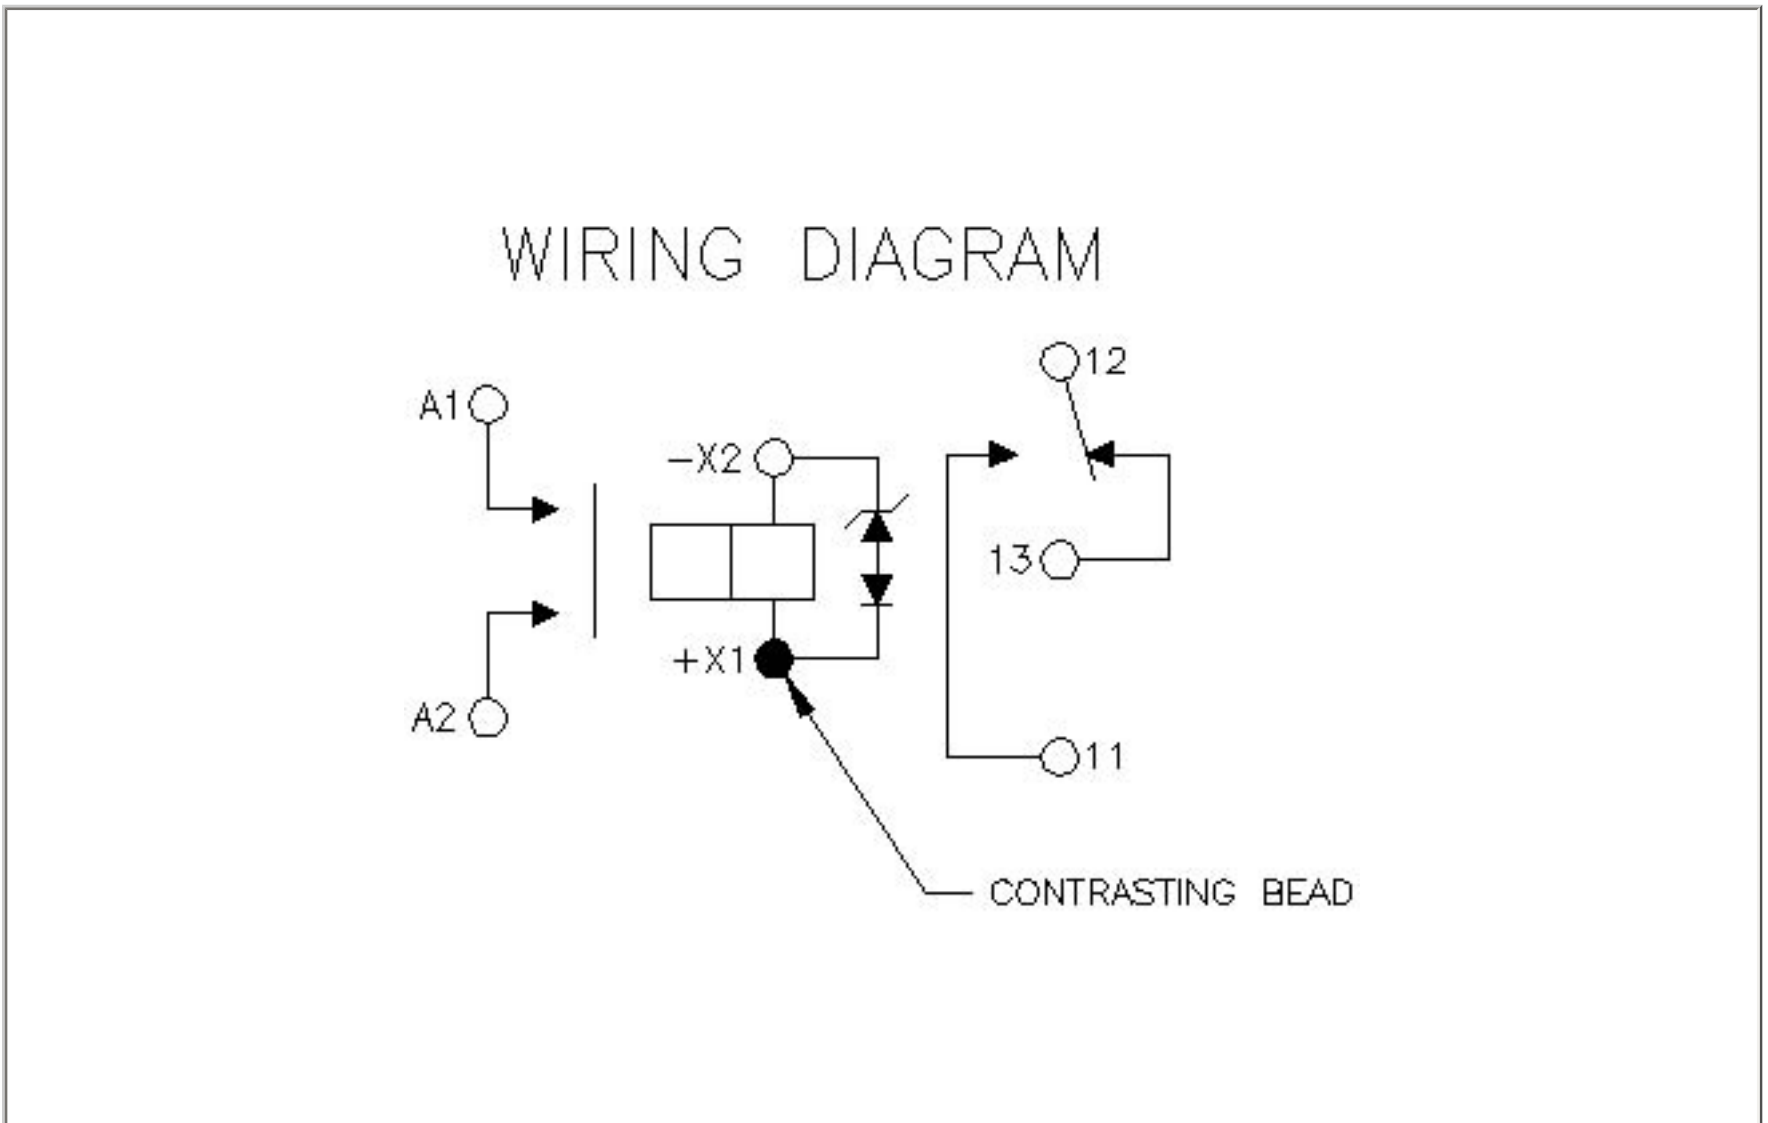 WIRING DIAGRAM
12
A1
-X2
13
+X1
A2
11
CONTRASTING BEAD